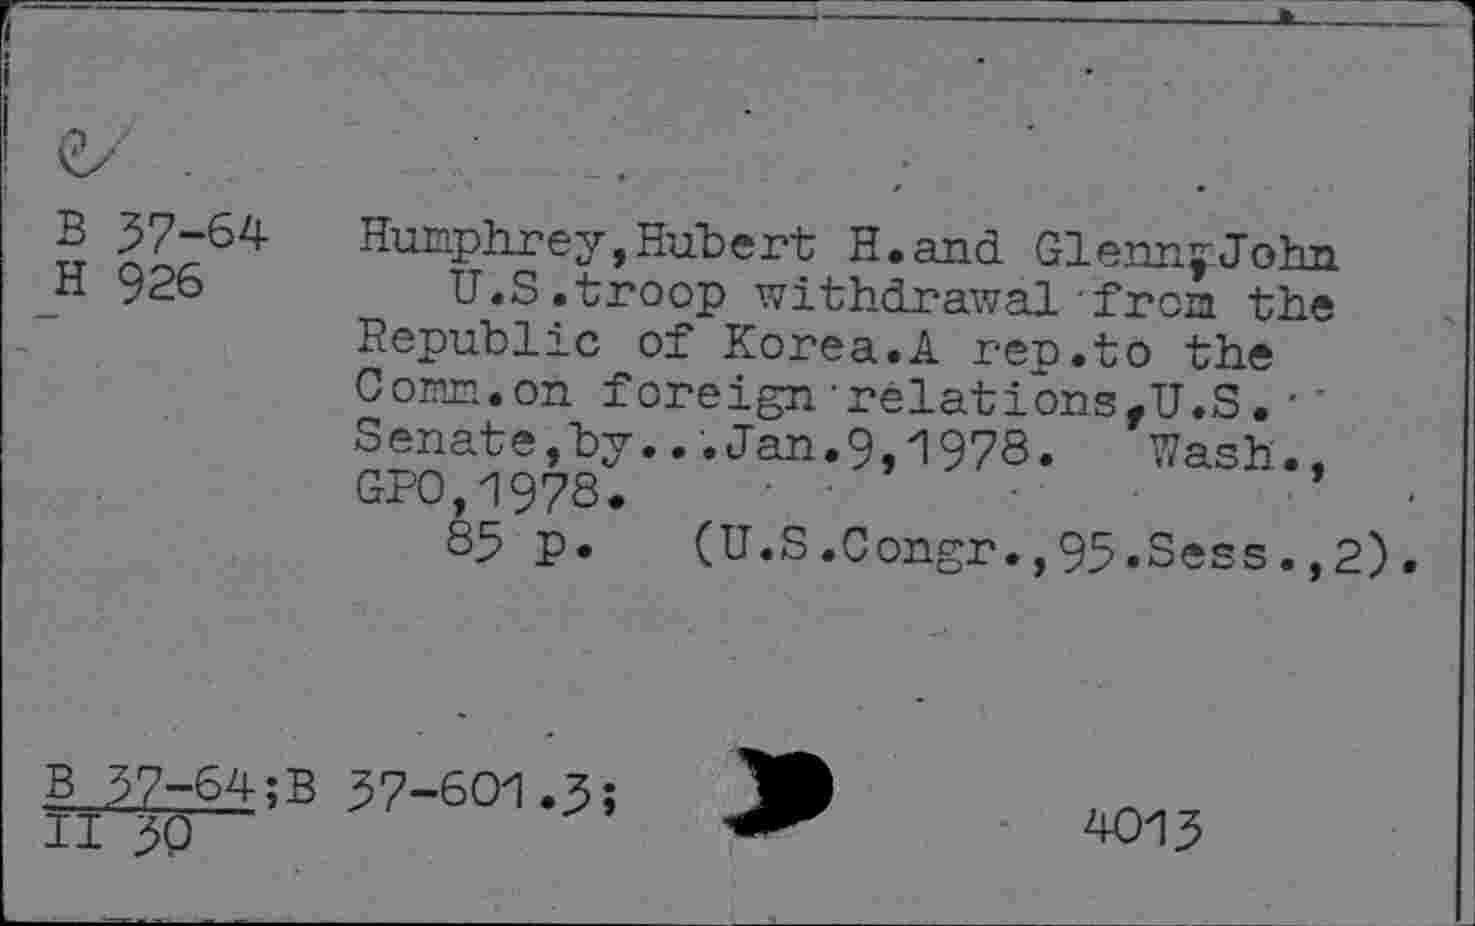 B 37-64 Humphrey,Hubert H.and Glenn,John
H 926 U.S.troop withdrawal from the
Republic of Korea.A rep.to the
Comm.on foreign relations,U.S.
Senate,by...Jan.9,1978. Wash.,
GPO,1978.
85 p. (U.S.Congr.,95.Sess.,2).
B 37-64;B 37-601.3;
II 30
4013